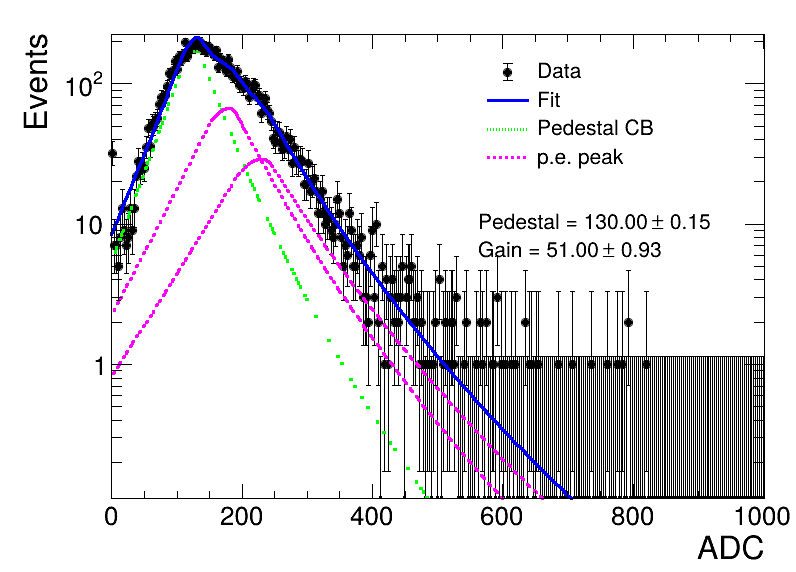 Events
10²
10
1
Data
Fit
Pedestal CB
p.e. peak
Pedestal = 130.00 ± 0.15
Gain = 51.00 ± 0.93
0 200 400 600 800 1000
ADC